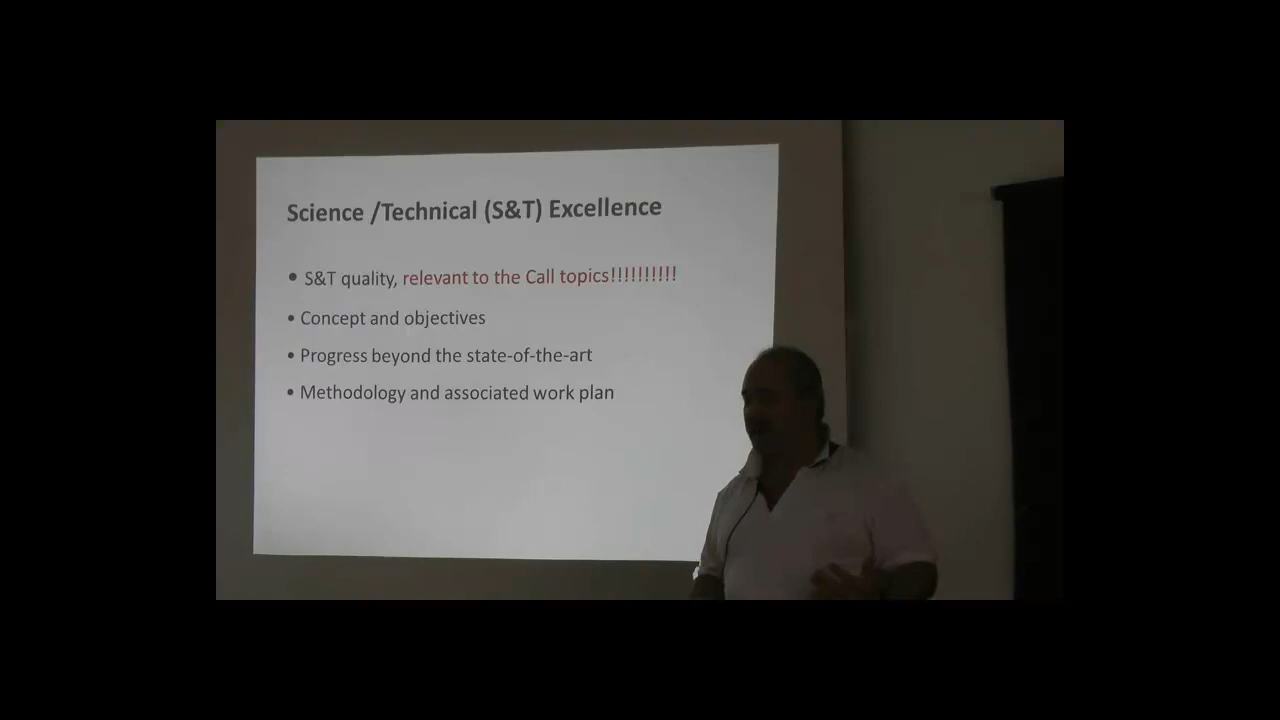 Science /Technical (S&T) Excellence
• S&T quality, relevant to the Call topics!!!!!!!!!!
• Concept and objectives
• Progress beyond the state-of-the-art
• Methodology and associated work plan